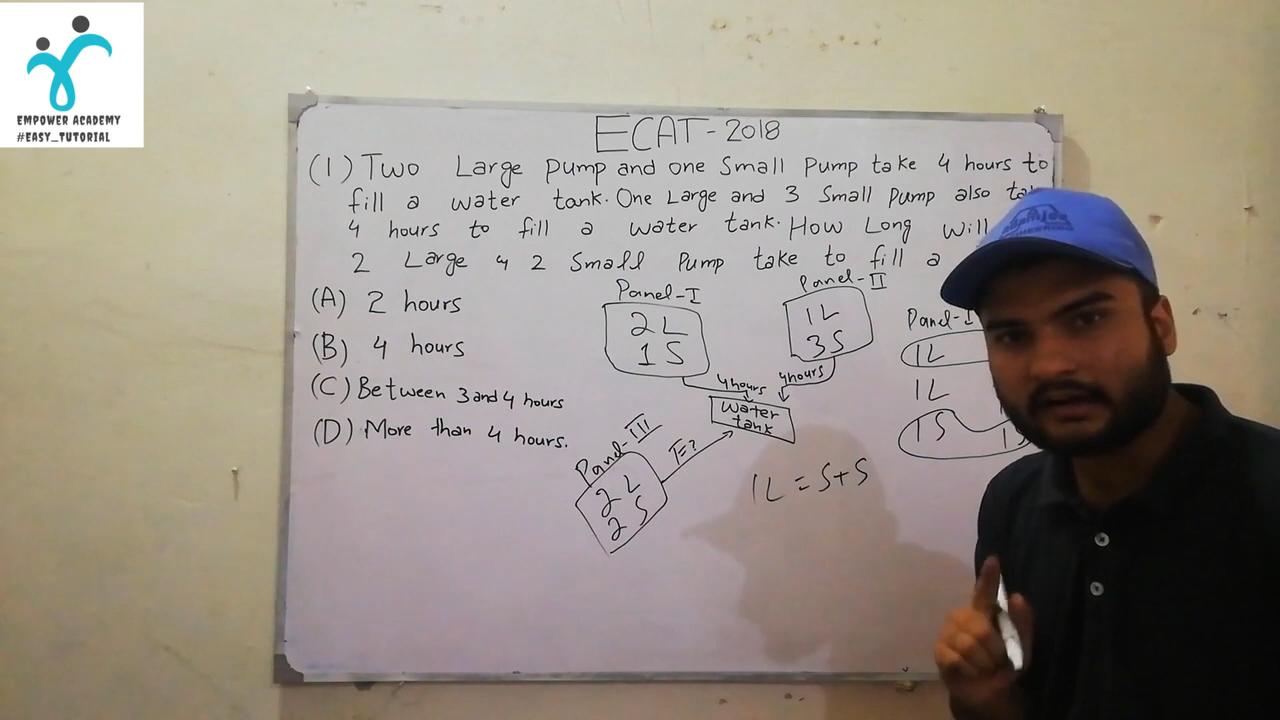 EMPOWER ACADEMY
#EASY_TUTORIAL
ECAT-2018
(1) Two Large pump and one Small Pump take 4 hours to
fill a water tank. One Large and 3 Small pump also
4 hours to fill a water tank. How Long will
2 Large & 2 Small Pump take to fill a
(A) 2 hours
(B) 4 hours
(C) Between 3 and 4 hours
(D) More than 4 hours.
Panel-I
2L
1S
Panel-II
1L
3S
4hours
4hours
water
tank
Panel-III
2L
2S
T=?
1L = S+S
Panel-I
1L
1L
1S